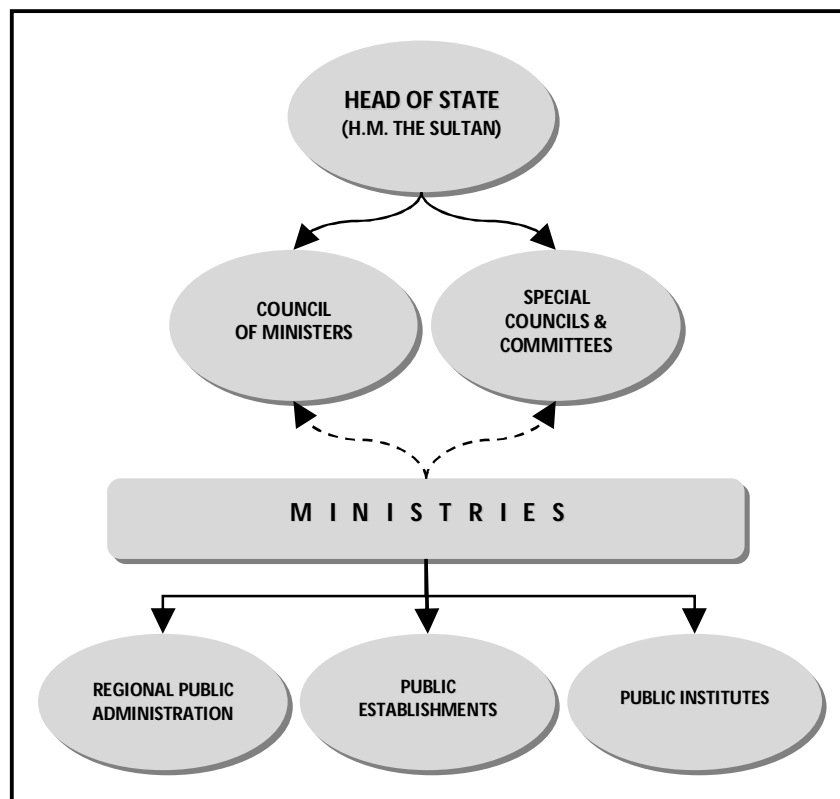 HEAD OF STATE
(H.M. THE SULTAN)
COUNCIL
OF MINISTERS
SPECIAL
COUNCILS &
COMMITTEES
M I N I S T R I E S
REGIONAL PUBLIC
ADMINISTRATION
PUBLIC
ESTABLISHMENTS
PUBLIC INSTITUTES